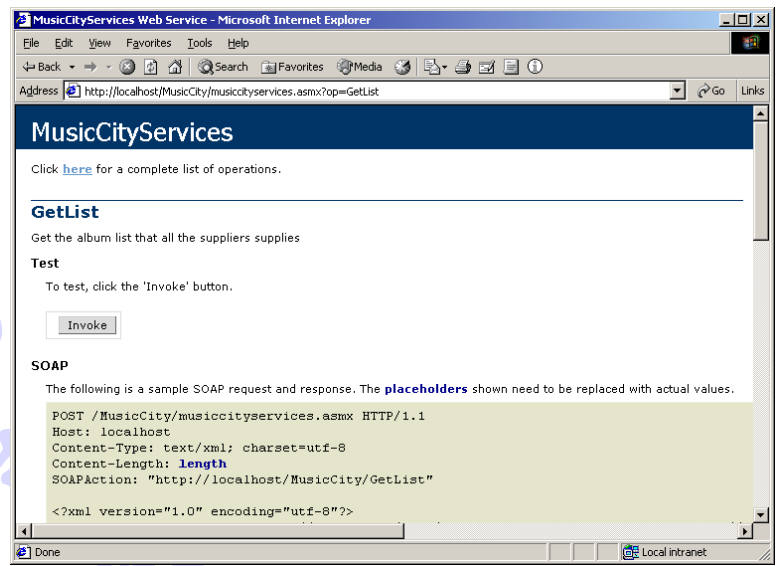 MusicCityServices Web Service - Microsoft Internet Explorer
File Edit View Favorites Tools Help
Back Search Favorites Media
Address http://localhost/MusicCity/musiccityservices.asmx?op=GetList Go Links
MusicCityServices
Click here for a complete list of operations.
GetList
Get the album list that all the suppliers supplies
Test
To test, click the 'Invoke' button.
Invoke
SOAP
The following is a sample SOAP request and response. The placeholders shown need to be replaced with actual values.
POST /MusicCity/musiccityservices.asmx HTTP/1.1
Host: localhost
Content-Type: text/xml; charset=utf-8
Content-Length: length
SOAPAction: "http://localhost/MusicCity/GetList"
<?xml version="1.0" encoding="utf-8"?>
Done Local intranet